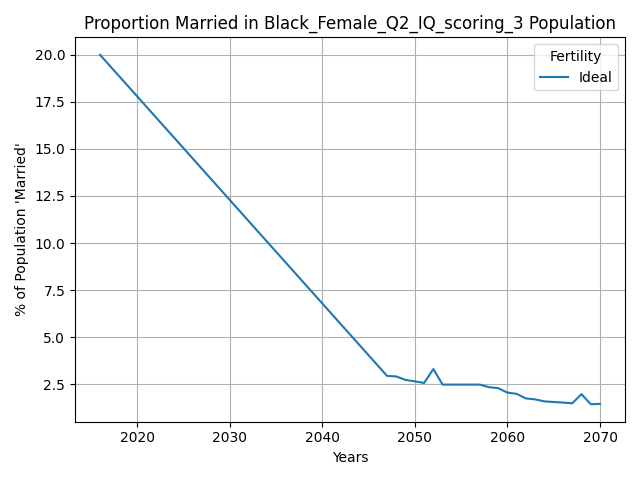 Proportion Married in Black_Female_Q2_IQ_scoring_3 Population
% of Population 'Married'
20.0
17.5
15.0
12.5
10.0
7.5
5.0
2.5
Fertility
Ideal
2020 2030 2040 2050 2060 2070
Years